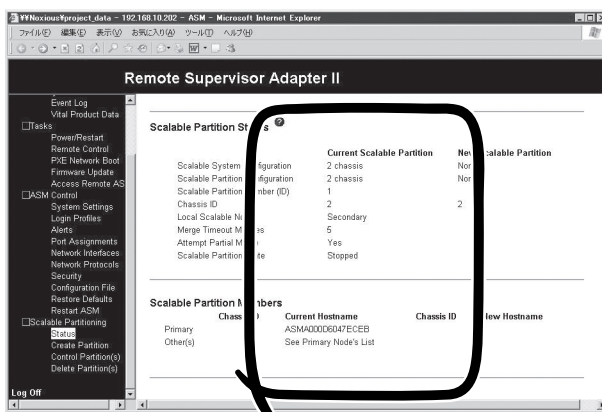 ¥¥Noxious¥project_data - 192.168.10.202 - ASM - Microsoft Internet Explorer
ファイル(F) 編集(E) 表示(V) お気に入り(A) ツール(T) ヘルプ(H)
Remote Supervisor Adapter II
Event Log
Vital Product Data
Tasks
Power/Restart
Remote Control
PXE Network Boot
Firmware Update
Access Remote AS
ASM Control
System Settings
Login Profiles
Alerts
Port Assignments
Network Interfaces
Network Protocols
Security
Configuration File
Restore Defaults
Restart ASM
Scalable Partitioning
Status
Create Partition
Control Partition(s)
Delete Partition(s)
Log Off
Scalable Partition
Current Scalable Partition Scalable Partition
Scalable System 2 chassis
Scalable Partition 2 chassis
Scalable Partition (ID) 1
Chassis ID 2 2
Local Scalable Secondary
Merge Timeout 5
Attempt Partial Yes
Scalable Partition Stopped
Scalable Partition
Current Hostname Chassis ID Hostname
Primary ASMA000D6047ECEB
Other(s) See Primary Node's List